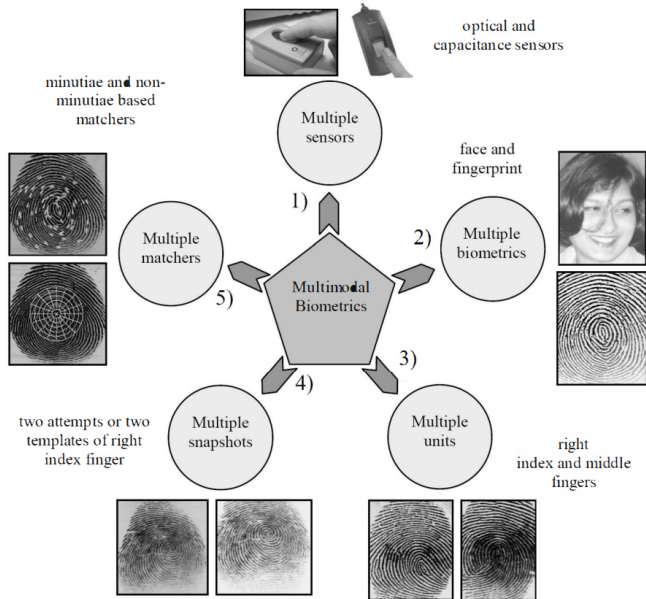 optical and
capacitance sensors
minutiae and non-
minutiae based
matchers
Multiple
sensors
face and
fingerprint
1)
2)
Multiple
biometrics
Multiple
matchers
5)
Multimodal
Biometrics
3)
4)
two attempts or two
templates of right
index finger
Multiple
snapshots
Multiple
units
right
index and middle
fingers